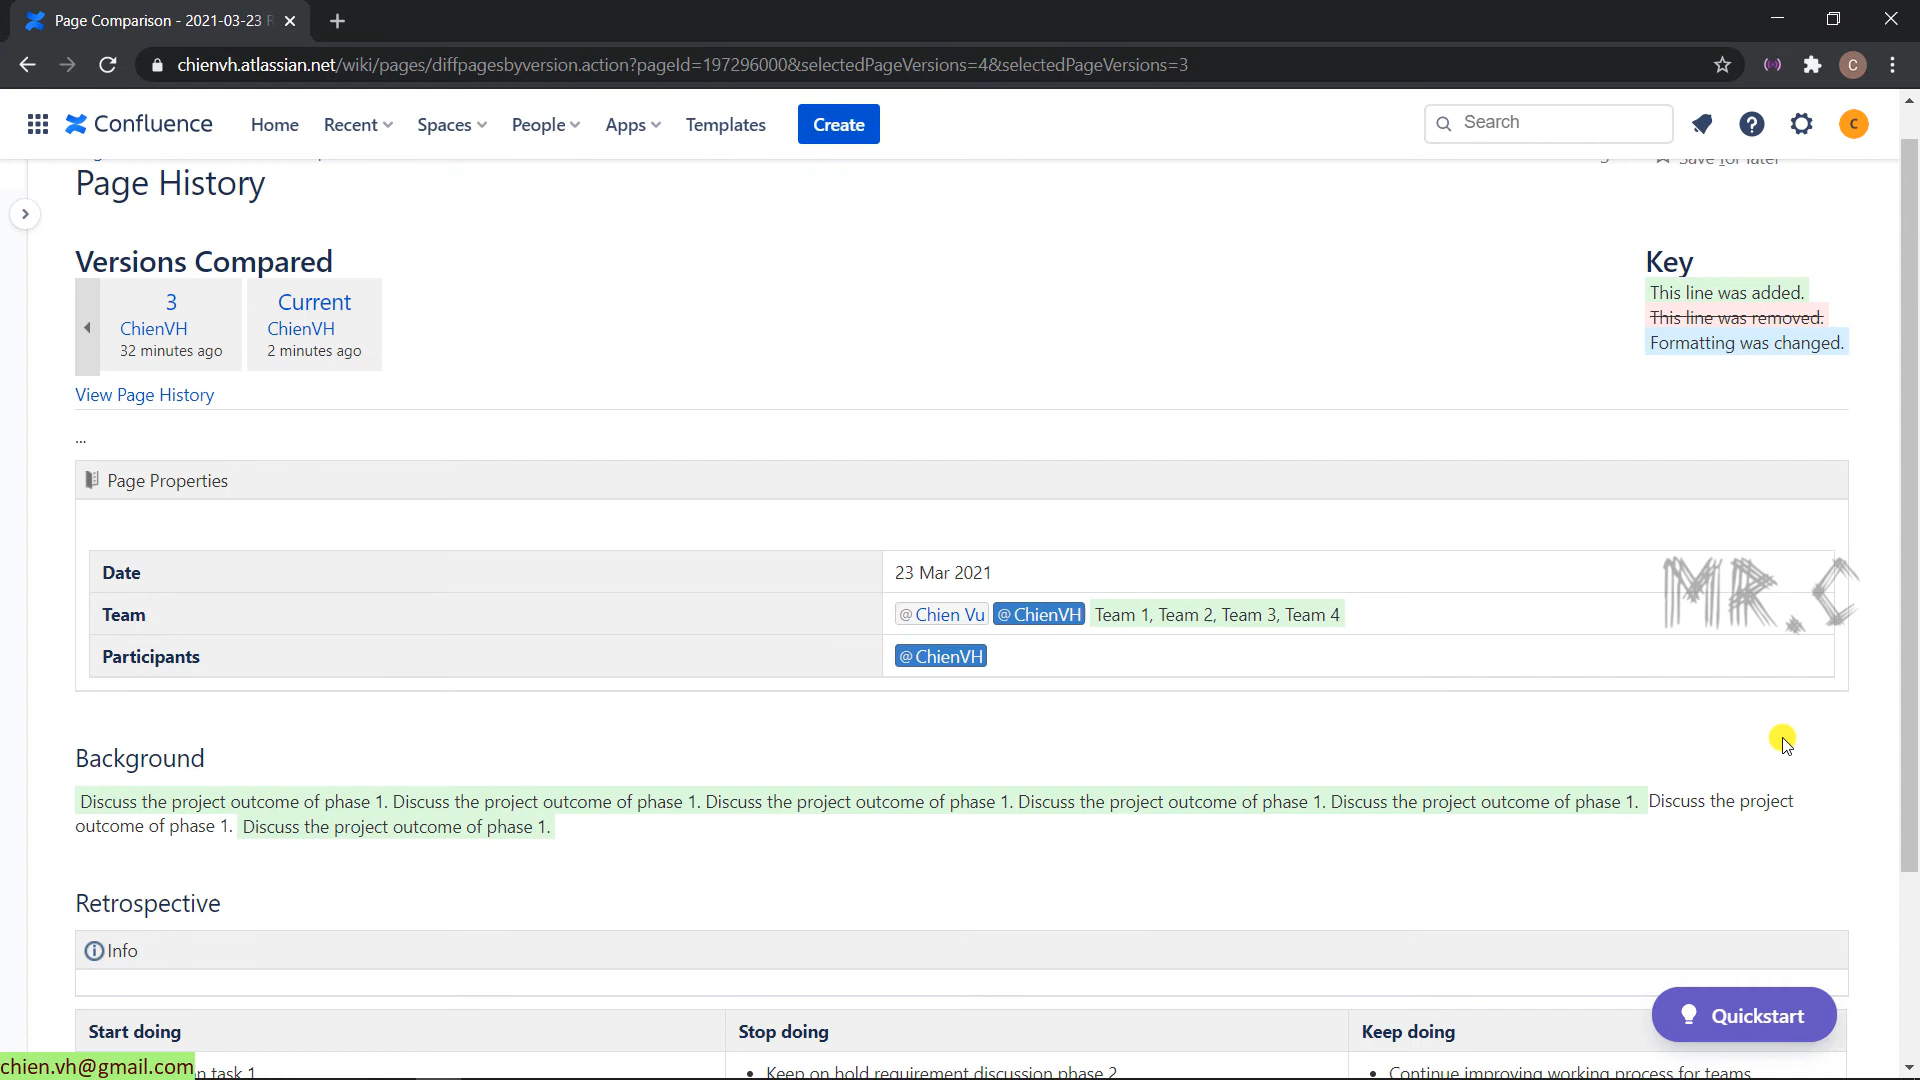 Page Comparison - 2021-03-23
chienvh.atlassian.net/wiki/pages/diffpagesbyversion.action?pageId=197296000&selectedPageVersions=4&selectedPageVersions=3
C
Confluence
Home
Recent
Spaces
People
Apps
Templates
Create
Search
C
Save for later
Page History
Versions Compared
Key
3
ChienVH
32 minutes ago
Current
ChienVH
2 minutes ago
This line was added.
This line was removed.
Formatting was changed.
View Page History
...
Page Properties
Date
23 Mar 2021
Team
@Chien Vu @ChienVH Team 1, Team 2, Team 3, Team 4
Participants
@ChienVH
MR.C
Background
Discuss the project outcome of phase 1. Discuss the project outcome of phase 1. Discuss the project outcome of phase 1. Discuss the project outcome of phase 1. Discuss the project outcome of phase 1. Discuss the project
outcome of phase 1. Discuss the project outcome of phase 1.
Retrospective
Info
Start doing
Stop doing
Keep doing
Quickstart
chien.vh@gmail.com
task 1
• Keep on hold requirement discussion phase 2
• Continue improving working process for teams